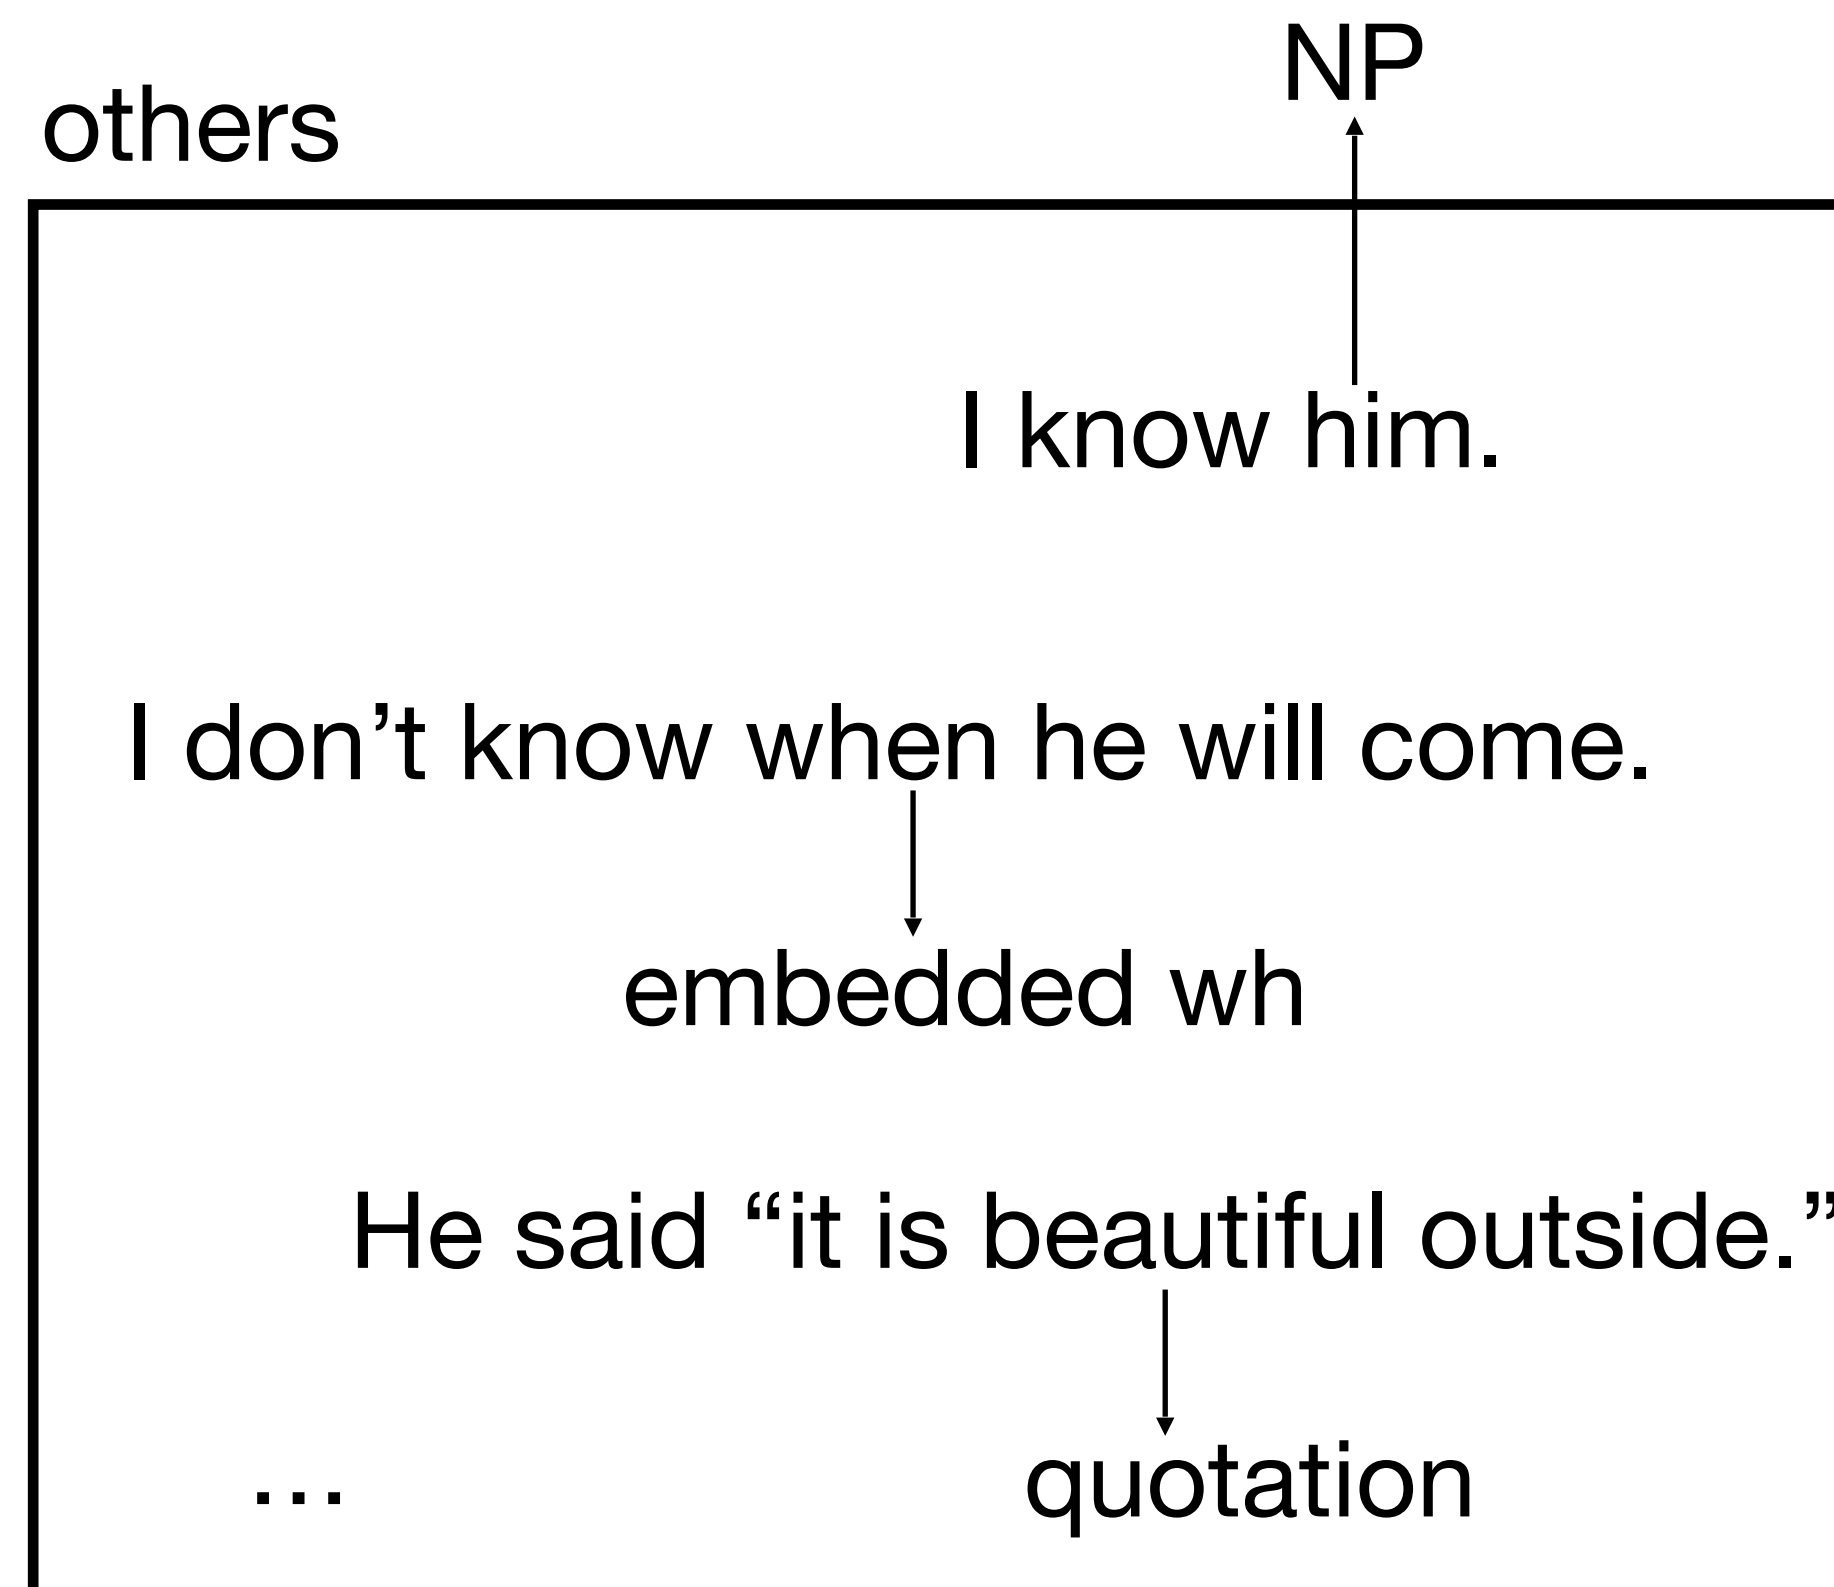 NP
others
I know him.
I don’t know when he will come.
embedded wh
He said “it is beautiful outside.”
... quotation